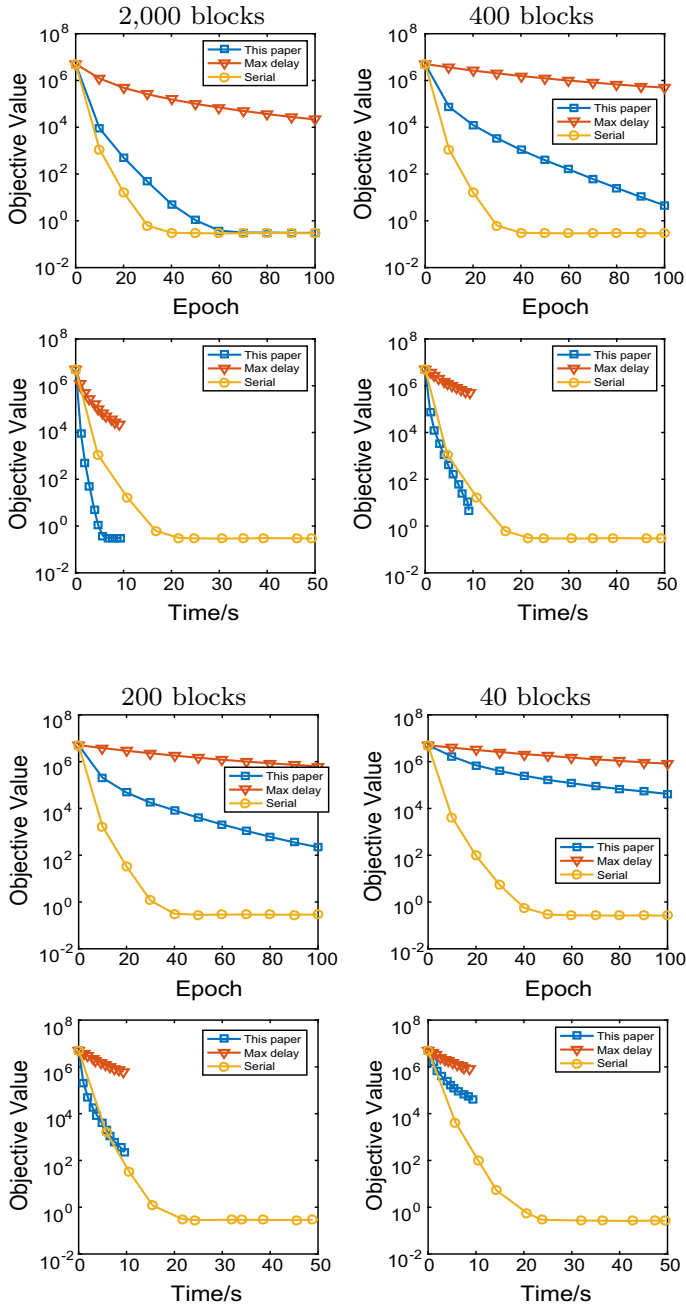 2,000 blocks
10^8
10^6
10^4
10^2
10^0
10^-2
Objective Value
This paper
Max delay
Serial
0 20 40 60 80 100
Epoch
400 blocks
10^8
10^6
10^4
10^2
10^0
10^-2
Objective Value
This paper
Max delay
Serial
0 20 40 60 80 100
Epoch
10^8
10^6
10^4
10^2
10^0
10^-2
Objective Value
This paper
Max delay
Serial
0 10 20 30 40 50
Time/s
10^8
10^6
10^4
10^2
10^0
10^-2
Objective Value
This paper
Max delay
Serial
0 10 20 30 40 50
Time/s
200 blocks
10^8
10^6
10^4
10^2
10^0
10^-2
Objective Value
This paper
Max delay
Serial
0 20 40 60 80 100
Epoch
40 blocks
10^8
10^6
10^4
10^2
10^0
10^-2
Objective Value
This paper
Max delay
Serial
0 20 40 60 80 100
Epoch
10^8
10^6
10^4
10^2
10^0
10^-2
Objective Value
This paper
Max delay
Serial
0 10 20 30 40 50
Time/s
10^8
10^6
10^4
10^2
10^0
10^-2
Objective Value
This paper
Max delay
Serial
0 10 20 30 40 50
Time/s